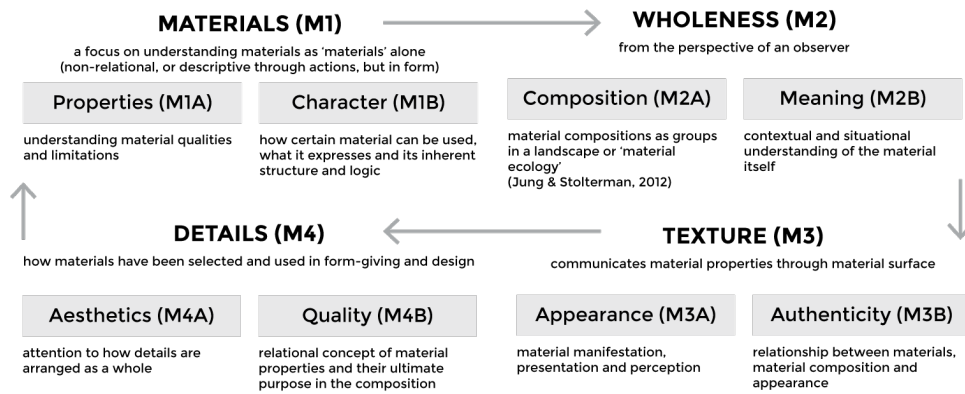 MATERIALS (M1)
a focus on understanding materials as ‘materials’ alone
(non-relational, or descriptive through actions, but in form)
Properties (M1A)
understanding material qualities
and limitations
Character (M1B)
how certain material can be used,
what it expresses and its inherent
structure and logic
WHOLENESS (M2)
from the perspective of an observer
Composition (M2A)
material compositions as groups
in a landscape or ‘material
ecology’
(Jung & Stolterman, 2012)
Meaning (M2B)
contextual and situational
understanding of the material
itself
DETAILS (M4)
how materials have been selected and used in form-giving and design
Aesthetics (M4A)
attention to how details are
arranged as a whole
Quality (M4B)
relational concept of material
properties and their ultimate
purpose in the composition
TEXTURE (M3)
communicates material properties through material surface
Appearance (M3A)
material manifestation,
presentation and perception
Authenticity (M3B)
relationship between materials,
material composition and
appearance